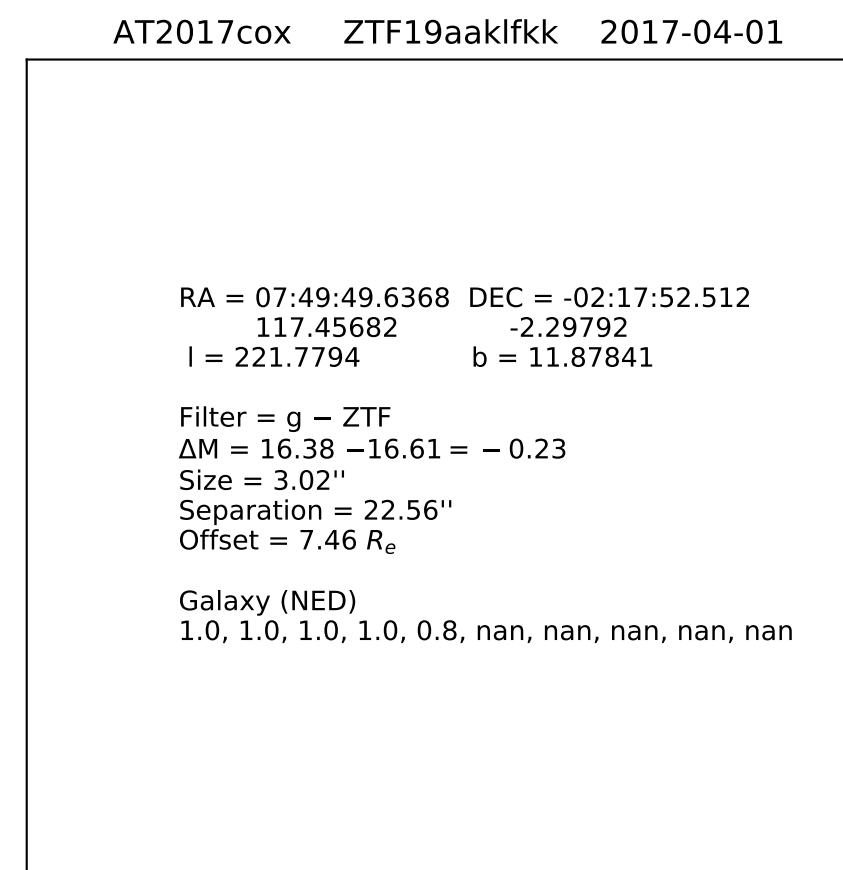 AT2017cox ZTF19aaklfkk 2017-04-01
RA = 07:49:49.6368 DEC = -02:17:52.512
117.45682 -2.29792
l = 221.7794 b = 11.87841
Filter = g − ZTF
ΔM = 16.38 −16.61 = − 0.23
Size = 3.02''
Separation = 22.56''
Offset = 7.46 Re
Galaxy (NED)
1.0, 1.0, 1.0, 1.0, 0.8, nan, nan, nan, nan, nan